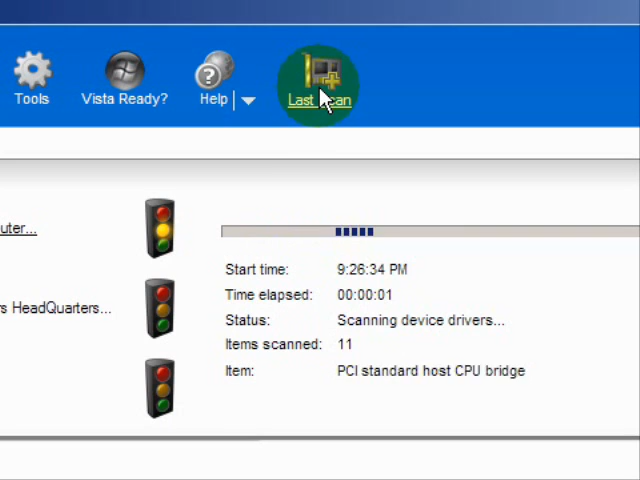 Tools
Vista Ready?
Help
Last
uter...
s HeadQuarters...
Start time: 9:26:34 PM
Time elapsed: 00:00:01
Status: Scanning device drivers...
Items scanned: 11
Item: PCI standard host CPU bridge